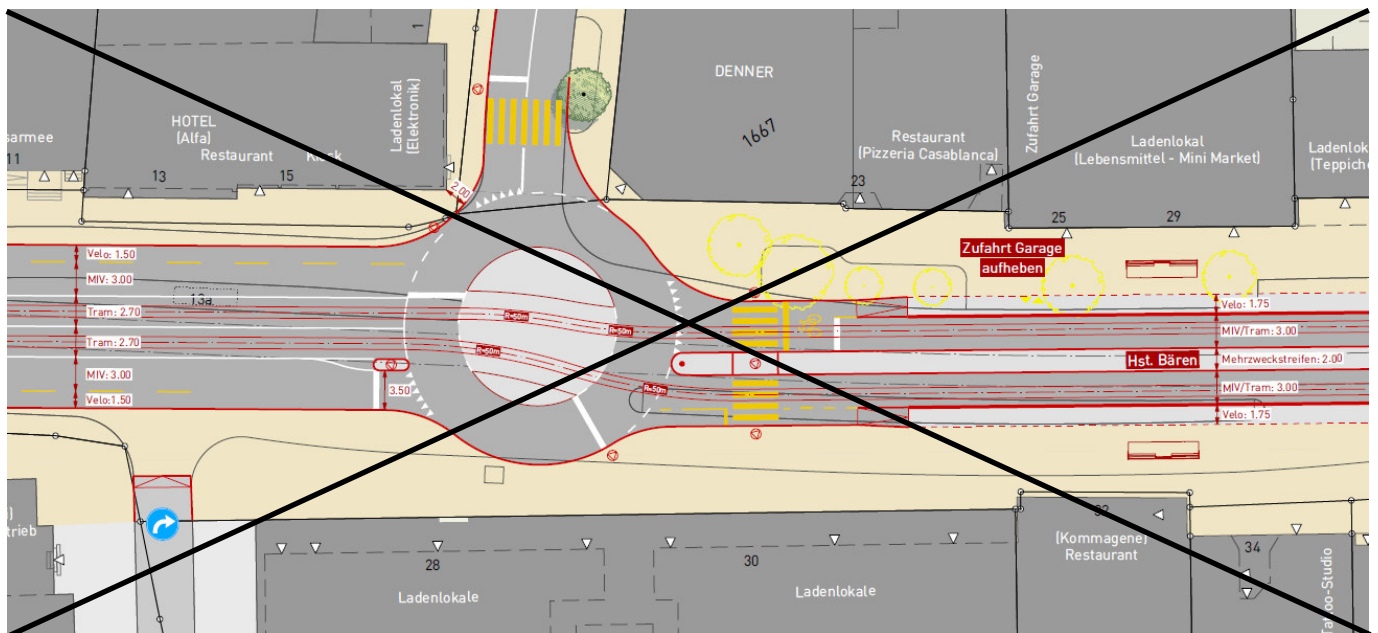 1
DENNER
1667
HOTEL
(Alfa)
Restaurant
Kiosk
Ladenlokal
(Elektronik)
sarmee
11
13
15
2.00
Restaurant
(Pizzeria Casablanca)
23
Zufahrt Garage
Ladenlokal
(Lebensmittel - Mini Market)
25
29
Ladenlok
(Teppiche
Zufahrt Garage
aufheben
Velo: 1.50
MIV: 3.00
13a
Tram: 2.70
Tram: 2.70
MIV: 3.00
Velo:1.50
3.50
R=50m
R=50m
R=50m
R=50m
Velo: 1.75
MIV/Tram: 3.00
Hst. Bären
Mehrzweckstreifen: 2.00
MIV/Tram: 3.00
Velo: 1.75
trieb
28
Ladenlokale
30
Ladenlokale
32
(Kommagene)
Restaurant
34
Tattoo-Studio